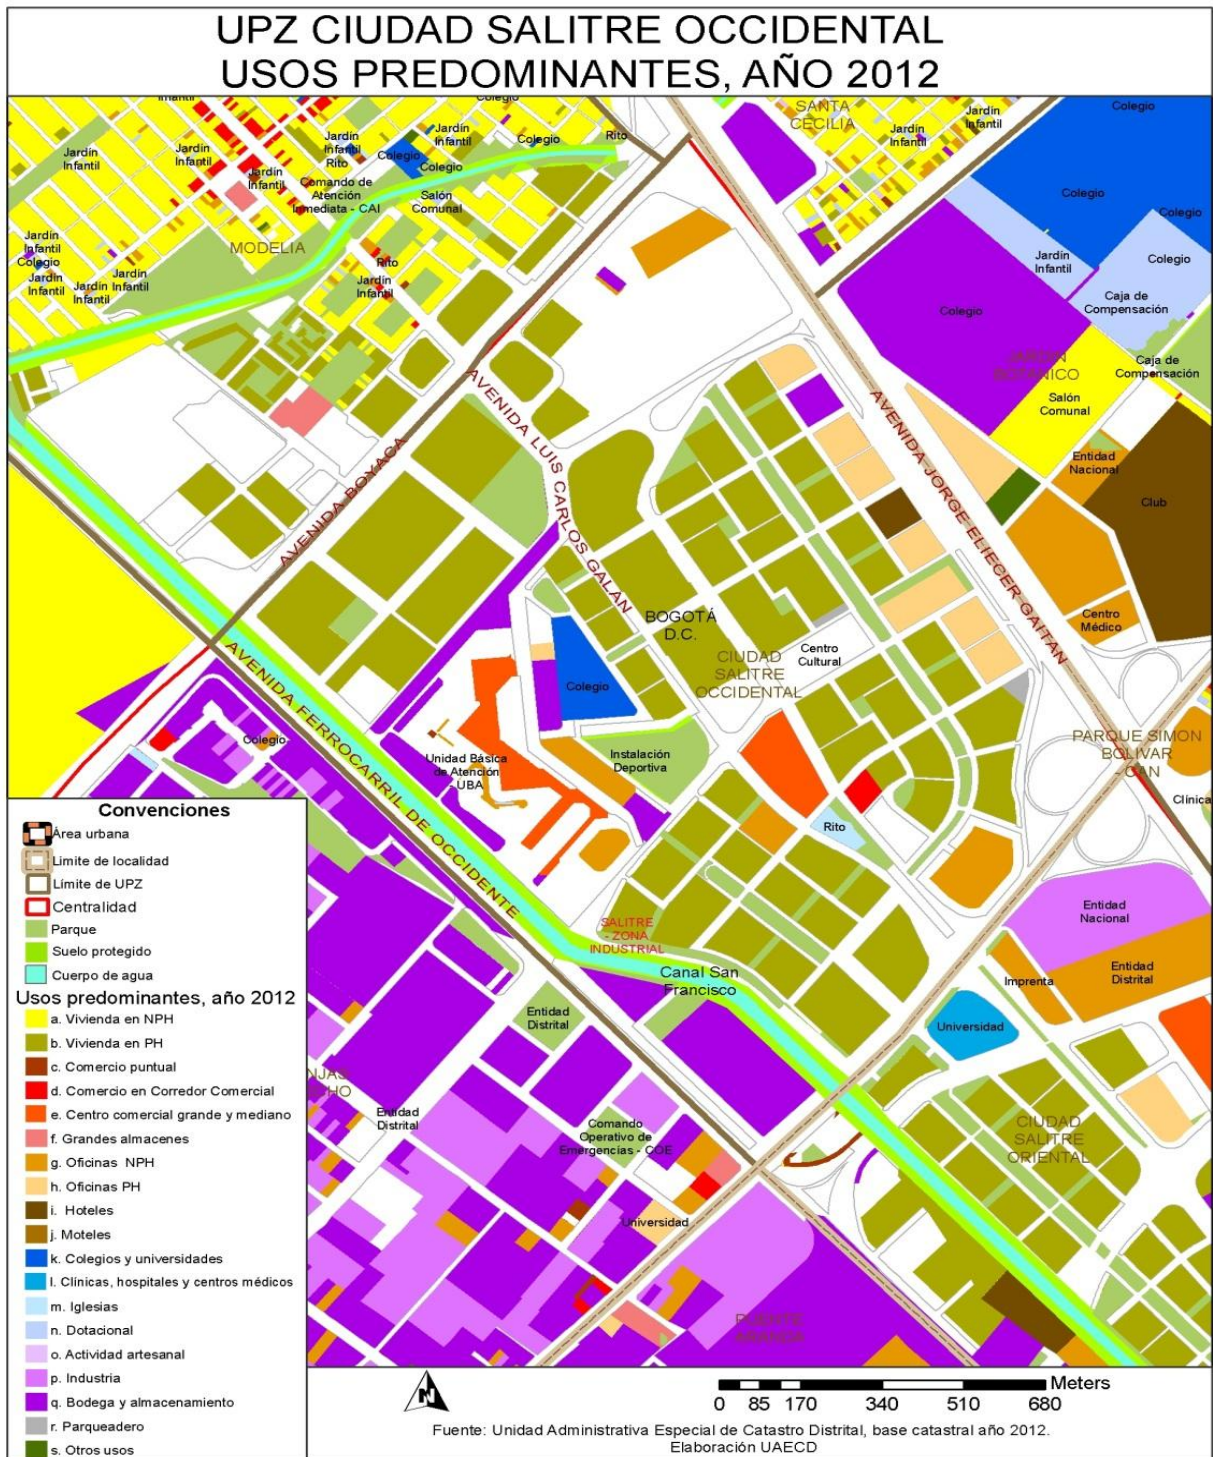 UPZ CIUDAD SALITRE OCCIDENTAL
USOS PREDOMINANTES, AÑO 2012
Infantil
Colegio
Jardín
Infantil
Jardín
Infantil
Jardín
Infantil
Rito
Jardín
Infantil
Colegio
Colegio
Colegio
Rito
Jardín
Infantil
Comando de
Atención
Inmediata - CAI
Salón
Comunal
MODELIA
Jardín
Infantil
Colegio
Jardín
Infantil
Jardín
Infantil
Jardín
Infantil
Rito
Jardín
Infantil
SANTA
CECILIA
Jardín
Infantil
Jardín
Infantil
Colegio
Colegio
Colegio
Jardín
Infantil
Colegio
Caja de
Compensación
Colegio
JARDIN
BOTANICO
Caja de
Compensación
Salón
Comunal
Entidad
Nacional
Club
Centro
Médico
AVENIDA BOYACA
AVENIDA LUIS CARLOS GALAN
AVENIDA JORGE ELIECER GAITAN
AVENIDA FERROCARRIL DE OCCIDENTE
BOGOTÁ
D.C.
CIUDAD
SALITRE
OCCIDENTAL
Centro
Cultural
Colegio
Colegio
Unidad Básica
de Atención
- UBA
Instalación
Deportiva
Rito
PARQUE SIMON
BOLIVAR
- CAN
Clínica
Entidad
Nacional
Entidad
Distrital
Imprenta
Universidad
SALITRE
- ZONA
INDUSTRIAL
Canal San
Francisco
Entidad
Distrital
Entidad
Distrital
Comando
Operativo de
Emergencias - COE
Universidad
CIUDAD
SALITRE
ORIENTAL
PUENTE
ARANDA
Convenciones
Área urbana
Limite de localidad
Límite de UPZ
Centralidad
Parque
Suelo protegido
Cuerpo de agua
Usos predominantes, año 2012
a. Vivienda en NPH
b. Vivienda en PH
c. Comercio puntual
d. Comercio en Corredor Comercial
e. Centro comercial grande y mediano
f. Grandes almacenes
g. Oficinas NPH
h. Oficinas PH
i. Hoteles
j. Moteles
k. Colegios y universidades
l. Clínicas, hospitales y centros médicos
m. Iglesias
n. Dotacional
o. Actividad artesanal
p. Industria
q. Bodega y almacenamiento
r. Parqueadero
s. Otros usos
N
Meters
0 85 170 340 510 680
Fuente: Unidad Administrativa Especial de Catastro Distrital, base catastral año 2012.
Elaboración UAECD